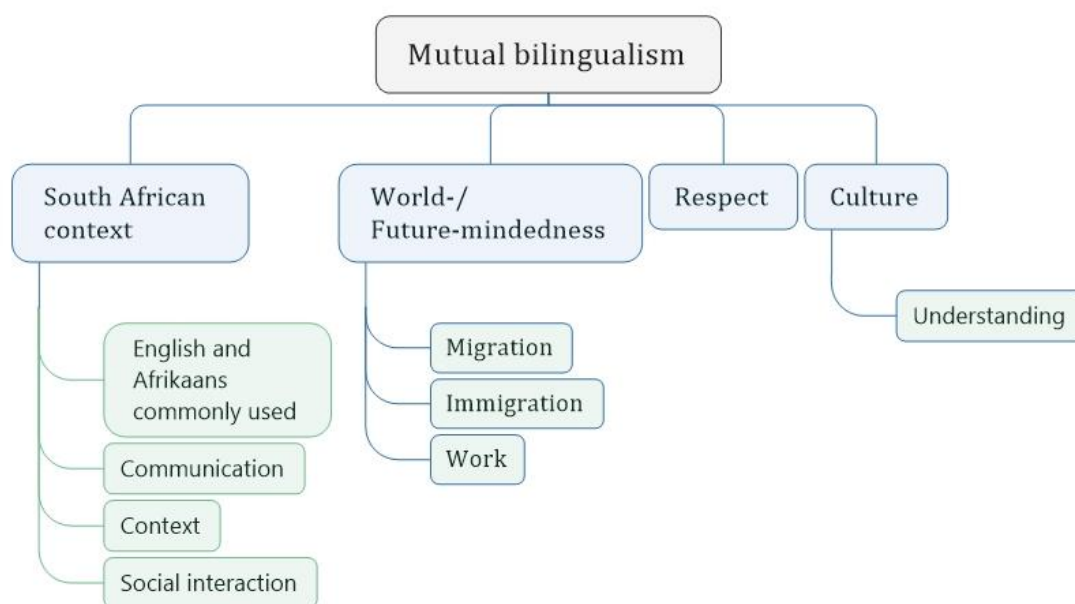 Mutual bilingualism
South African
context
World-/
Future-mindedness
Respect
Culture
English and
Afrikaans
commonly used
Communication
Context
Social interaction
Migration
Immigration
Work
Understanding